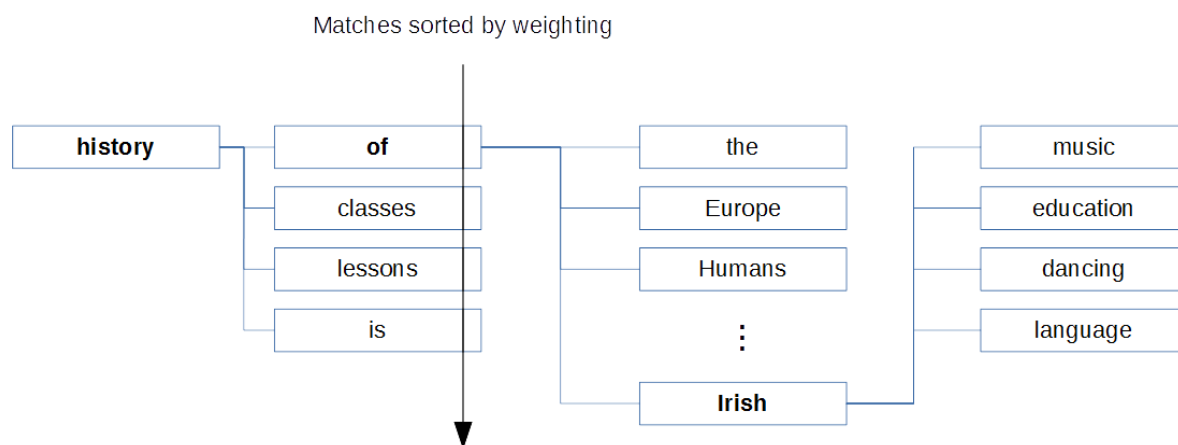 Matches sorted by weighting
history
of
classes
lessons
is
the
Europe
Humans
⋮
Irish
music
education
dancing
language